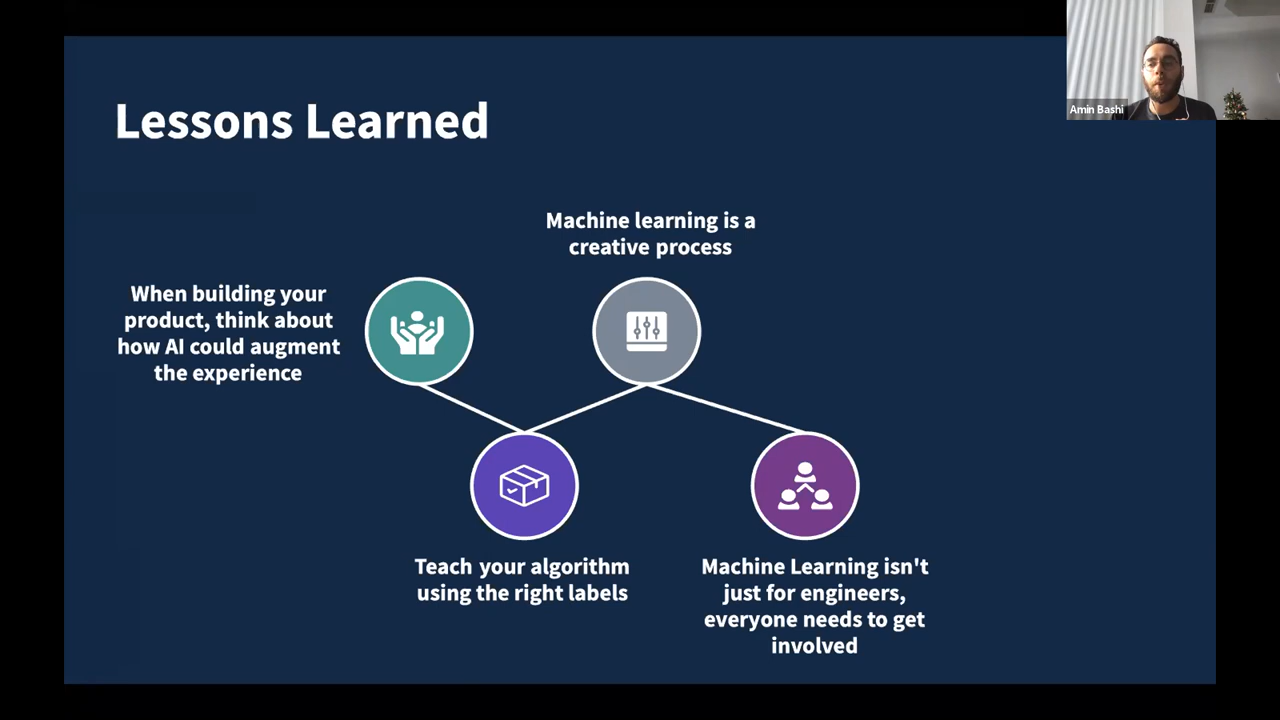 Amin Bashi
Lessons Learned
Machine learning is a
creative process
When building your
product, think about
how AI could augment
the experience
Teach your algorithm
using the right labels
Machine Learning isn't
just for engineers,
everyone needs to get
involved